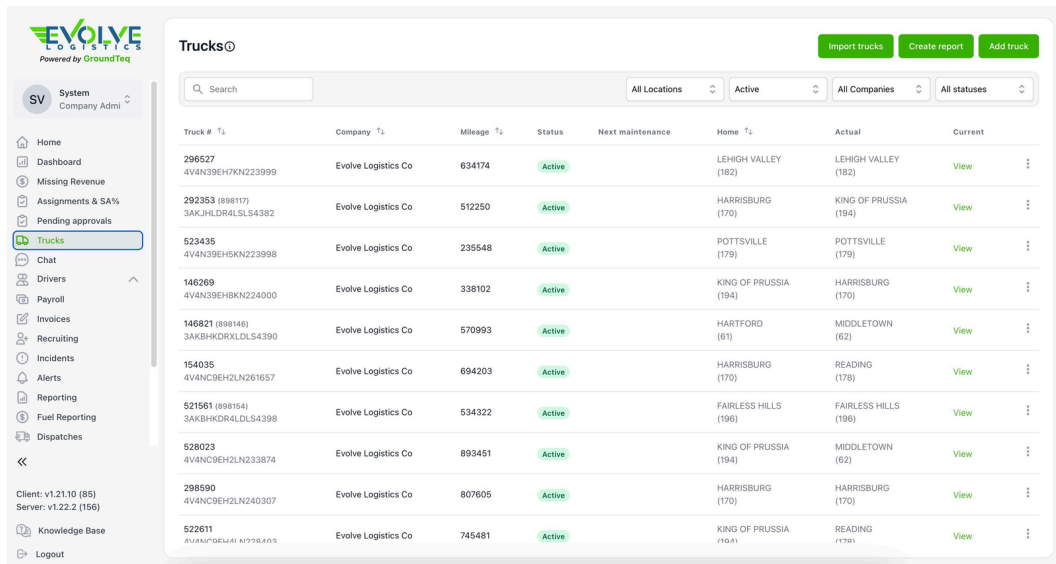 EVOLVE
LOGISTICS
Powered by GroundTeq
SV
System
Company Admi
Home
Dashboard
Missing Revenue
Assignments & SA%
Pending approvals
Trucks
Chat
Drivers
Payroll
Invoices
Recruiting
Incidents
Alerts
Reporting
Fuel Reporting
Dispatches
Client: v1.21.10 (85)
Server: v1.22.2 (156)
Knowledge Base
Logout
Trucks
Import trucks Create report Add truck
Search All Locations Active All Companies All statuses
Truck # Company Mileage Status Next maintenance Home Actual Current
296527 LEHIGH VALLEY LEHIGH VALLEY
Evolve Logistics Co 634174 Active View
4V4N39EH7KN223999 (182) (182)
292353 (898117) HARRISBURG KING OF PRUSSIA
Evolve Logistics Co 512250 Active View
3AKJHLDR4LSLS4382 (170) (194)
523435 POTTSVILLE POTTSVILLE
Evolve Logistics Co 235548 Active View
4V4N39EH5KN223998 (179) (179)
146269 KING OF PRUSSIA HARRISBURG
Evolve Logistics Co 338102 Active View
4V4N39EH8KN224000 (194) (170)
146821 (898146) HARTFORD MIDDLETOWN
Evolve Logistics Co 570993 Active View
3AKBHKDRXLDLS4390 (61) (62)
154035 HARRISBURG READING
Evolve Logistics Co 694203 Active View
4V4NC9EH2LN261657 (170) (178)
521561 (898154) FAIRLESS HILLS FAIRLESS HILLS
Evolve Logistics Co 534322 Active View
3AKBHKDR4LDLS4398 (196) (196)
528023 KING OF PRUSSIA MIDDLETOWN
Evolve Logistics Co 893451 Active View
4V4NC9EH2LN233874 (194) (62)
298590 HARRISBURG HARRISBURG
Evolve Logistics Co 807605 Active View
4V4NC9EH2LN240307 (170) (170)
522611 KING OF PRUSSIA READING
Evolve Logistics Co 745481 Active View
4V4NC9EH4LN228403 (194) (178)